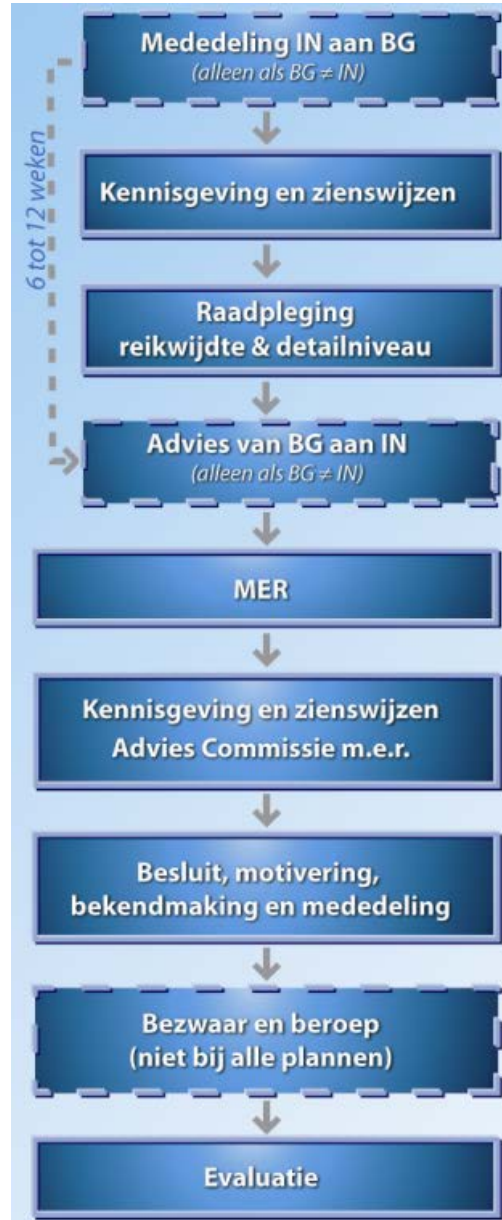 Mededeling IN aan BG
(alleen als BG ≠ IN)
6 tot 12 weken
Kennisgeving en zienswijzen
Raadpleging
reikwijdte & detailniveau
Advies van BG aan IN
(alleen als BG ≠ IN)
MER
Kennisgeving en zienswijzen
Advies Commissie m.e.r.
Besluit, motivering,
bekendmaking en mededeling
Bezwaar en beroep
(niet bij alle plannen)
Evaluatie